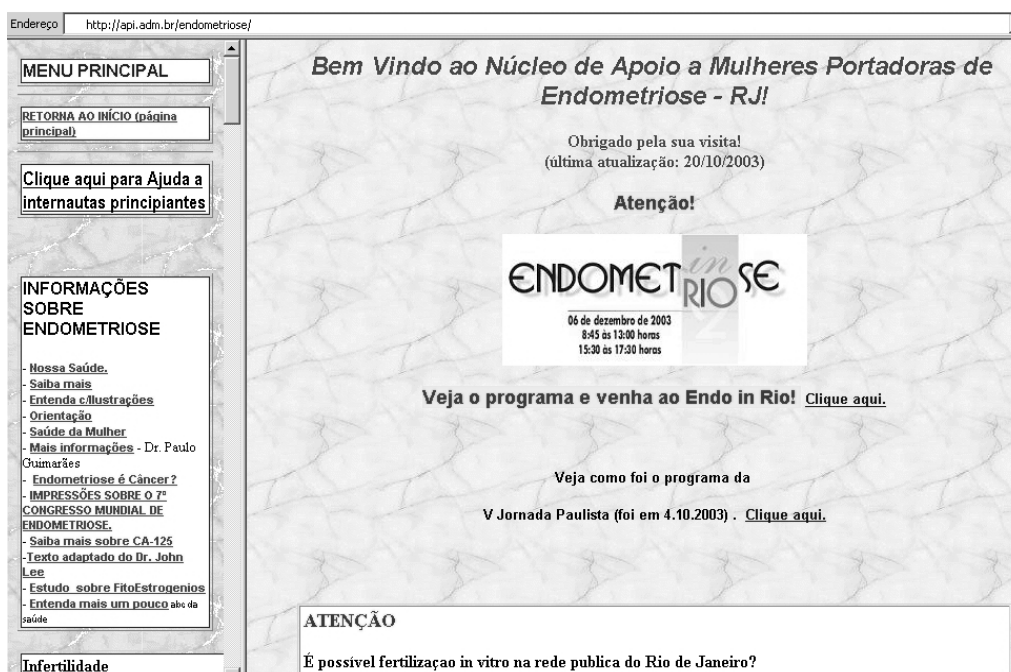 Endereço http://api.adm.br/endometriose/
MENU PRINCIPAL
RETORNA AO INÍCIO (página
principal)
Clique aqui para Ajuda a
internautas principiantes
INFORMAÇÕES
SOBRE
ENDOMETRIOSE
- Nossa Saúde.
- Saiba mais
- Entenda c/Ilustrações
- Orientação
- Saúde da Mulher
- Mais informações - Dr. Paulo
Guimarães
- Endometriose é Câncer?
- IMPRESSÕES SOBRE O 7º
CONGRESSO MUNDIAL DE
ENDOMETRIOSE.
- Saiba mais sobre CA-125
-Texto adaptado do Dr. John
Lee
- Estudo sobre FitoEstrogenios
- Entenda mais um pouco abc da
saúde
Infertilidade
Bem Vindo ao Núcleo de Apoio a Mulheres Portadoras de
Endometriose - RJ!
Obrigado pela sua visita!
(última atualização: 20/10/2003)
Atenção!
ENDOMETRIOSE in RIO 2
06 de dezembro de 2003
8:45 às 13:00 horas
15:30 às 17:30 horas
Veja o programa e venha ao Endo in Rio! Clique aqui.
Veja como foi o programa da
V Jornada Paulista (foi em 4.10.2003) . Clique aqui.
ATENÇÃO
É possível fertilizaçao in vitro na rede publica do Rio de Janeiro?